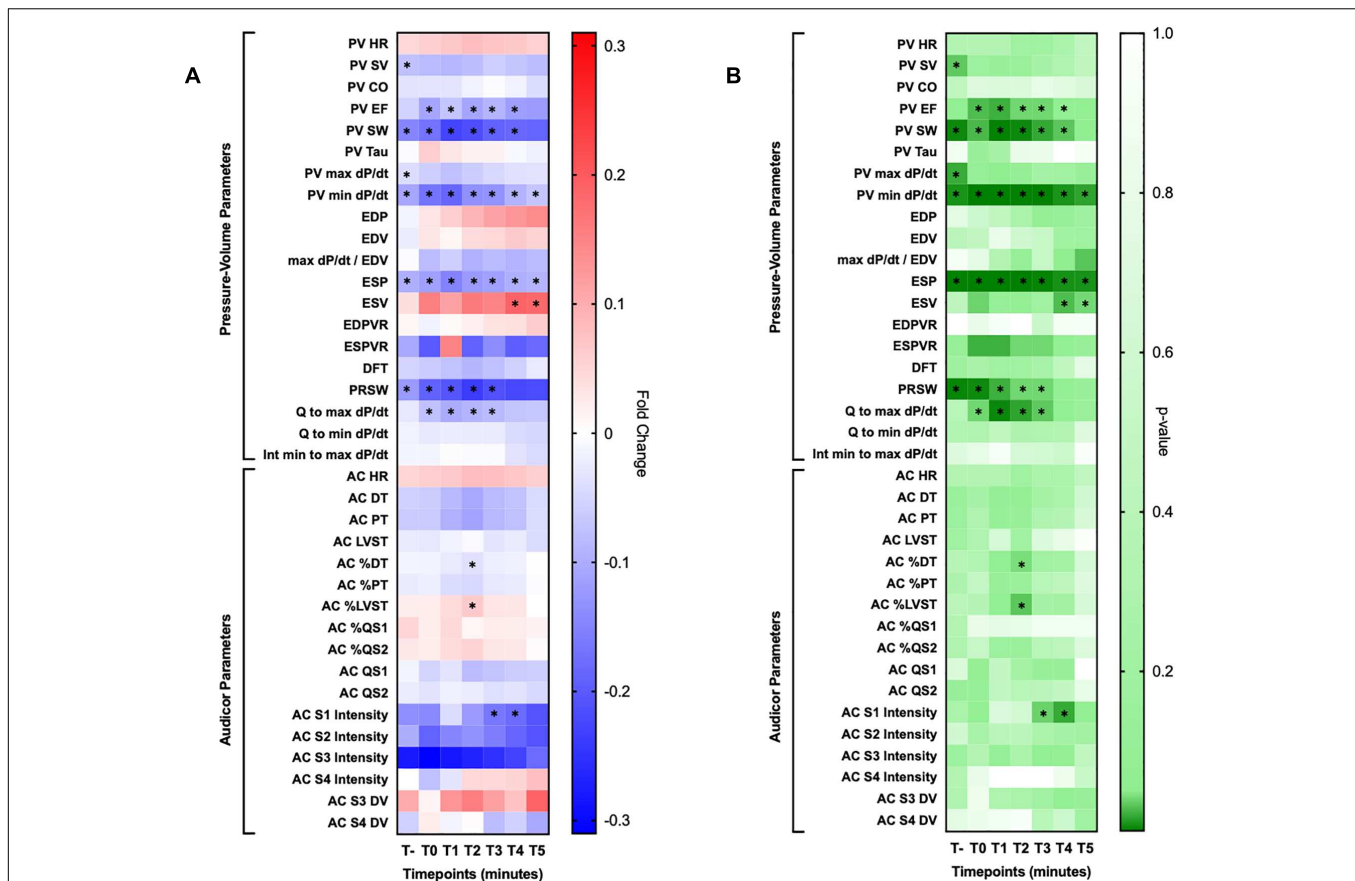 A
Pressure-Volume Parameters
Audicor Parameters
PV HR
PV SV *
PV CO
PV EF * * * * *
PV SW * * * * * *
PV Tau
PV max dP/dt *
PV min dP/dt * * * * * * *
EDP
EDV
max dP/dt / EDV
ESP * * * * * * *
ESV * *
EDPVR
ESPVR
DFT
PRSW * * * * *
Q to max dP/dt * * * *
Q to min dP/dt
Int min to max dP/dt
AC HR
AC DT
AC PT
AC LVST
AC %DT *
AC %PT
AC %LVST *
AC %QS1
AC %QS2
AC QS1
AC QS2
AC S1 Intensity * *
AC S2 Intensity
AC S3 Intensity
AC S4 Intensity
AC S3 DV
AC S4 DV
T- T0 T1 T2 T3 T4 T5
Timepoints (minutes)
0.3
0.2
0.1
0
-0.1
-0.2
-0.3
Fold Change
B
Pressure-Volume Parameters
Audicor Parameters
PV HR
PV SV *
PV CO
PV EF * * * * *
PV SW * * * * * *
PV Tau
PV max dP/dt *
PV min dP/dt * * * * * * *
EDP
EDV
max dP/dt / EDV
ESP * * * * * * *
ESV * *
EDPVR
ESPVR
DFT
PRSW * * * * *
Q to max dP/dt * * * *
Q to min dP/dt
Int min to max dP/dt
AC HR
AC DT
AC PT
AC LVST
AC %DT *
AC %PT
AC %LVST *
AC %QS1
AC %QS2
AC QS1
AC QS2
AC S1 Intensity * *
AC S2 Intensity
AC S3 Intensity
AC S4 Intensity
AC S3 DV
AC S4 DV
T- T0 T1 T2 T3 T4 T5
Timepoints (minutes)
1.0
0.8
0.6
0.4
0.2
p-value